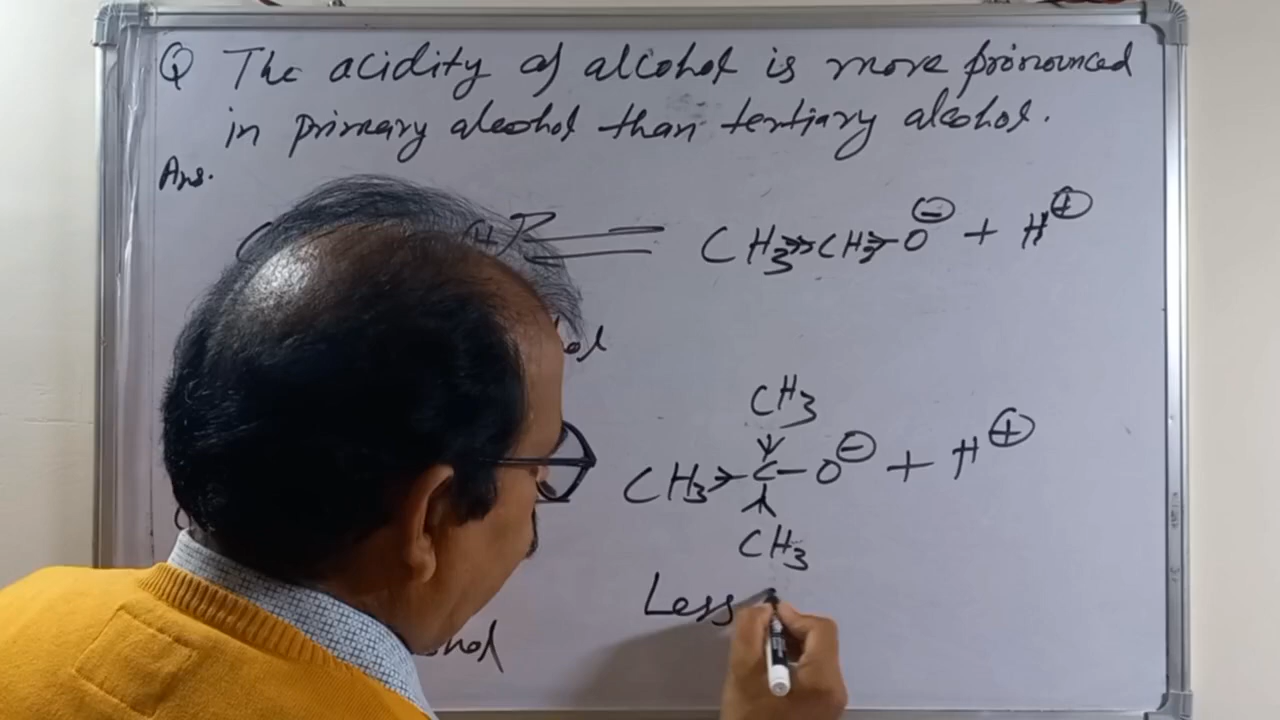 Q The acidity of alcohol is more pronounced
in primary alcohol than tertiary alcohol.
Ans.
CH₃→CH₂→O⊖ + H⊕
CH₃
CH₃→C–O⊖ + H⊕
CH₃
Less